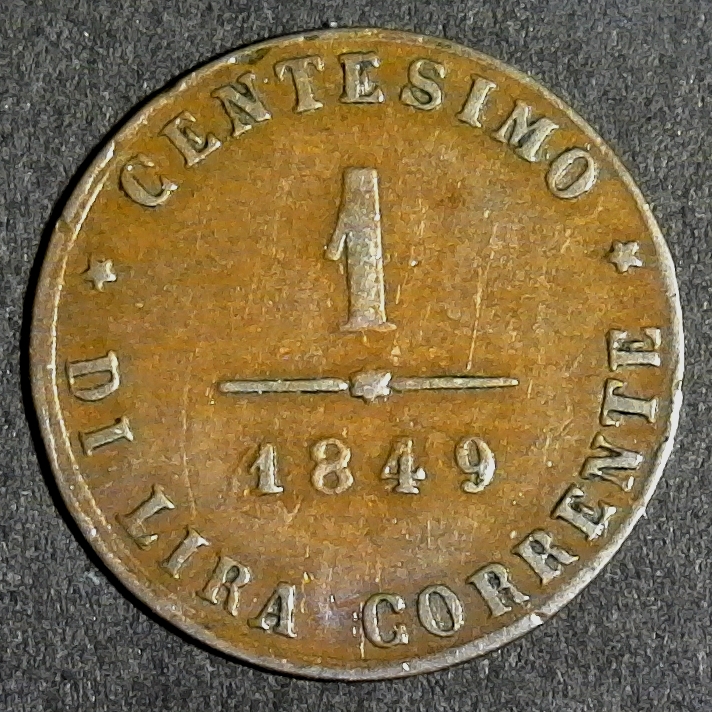 CENTESIMO
1
1849
DI LIRA CORRENTE